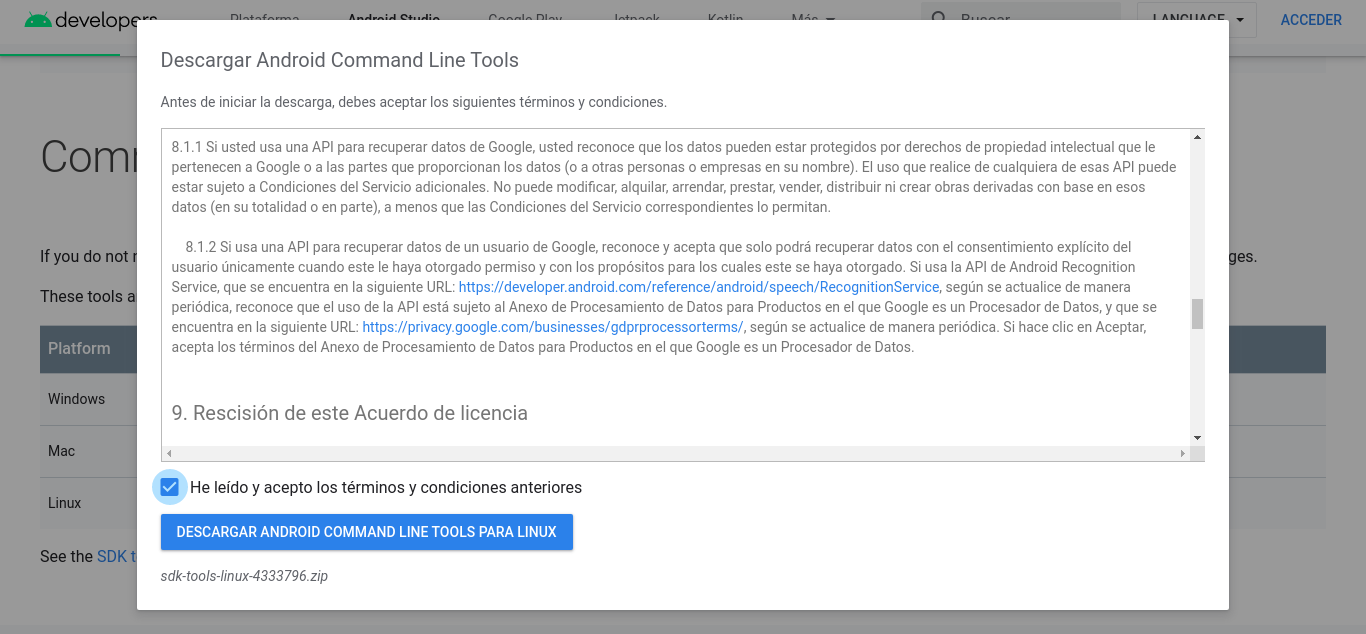 developers
Plataforma
Android Studio
Google Play
Jetpack
Kotlin
Más
Buscar
LANGUAGE
ACCEDER
Descargar Android Command Line Tools
Antes de iniciar la descarga, debes aceptar los siguientes términos y condiciones.
8.1.1 Si usted usa una API para recuperar datos de Google, usted reconoce que los datos pueden estar protegidos por derechos de propiedad intelectual que le
pertenecen a Google o a las partes que proporcionan los datos (o a otras personas o empresas en su nombre). El uso que realice de cualquiera de esas API puede
estar sujeto a Condiciones del Servicio adicionales. No puede modificar, alquilar, arrendar, prestar, vender, distribuir ni crear obras derivadas con base en esos
datos (en su totalidad o en parte), a menos que las Condiciones del Servicio correspondientes lo permitan.
8.1.2 Si usa una API para recuperar datos de un usuario de Google, reconoce y acepta que solo podrá recuperar datos con el consentimiento explícito del
usuario únicamente cuando este le haya otorgado permiso y con los propósitos para los cuales este se haya otorgado. Si usa la API de Android Recognition
Service, que se encuentra en la siguiente URL: https://developer.android.com/reference/android/speech/RecognitionService, según se actualice de manera
periódica, reconoce que el uso de la API está sujeto al Anexo de Procesamiento de Datos para Productos en el que Google es un Procesador de Datos, y que se
encuentra en la siguiente URL: https://privacy.google.com/businesses/gdprprocessorterms/, según se actualice de manera periódica. Si hace clic en Aceptar,
acepta los términos del Anexo de Procesamiento de Datos para Productos en el que Google es un Procesador de Datos.
9. Rescisión de este Acuerdo de licencia
He leído y acepto los términos y condiciones anteriores
DESCARGAR ANDROID COMMAND LINE TOOLS PARA LINUX
sdk-tools-linux-4333796.zip
If you do not
ges.
These tools a
Platform
Windows
Mac
Linux
See the SDK